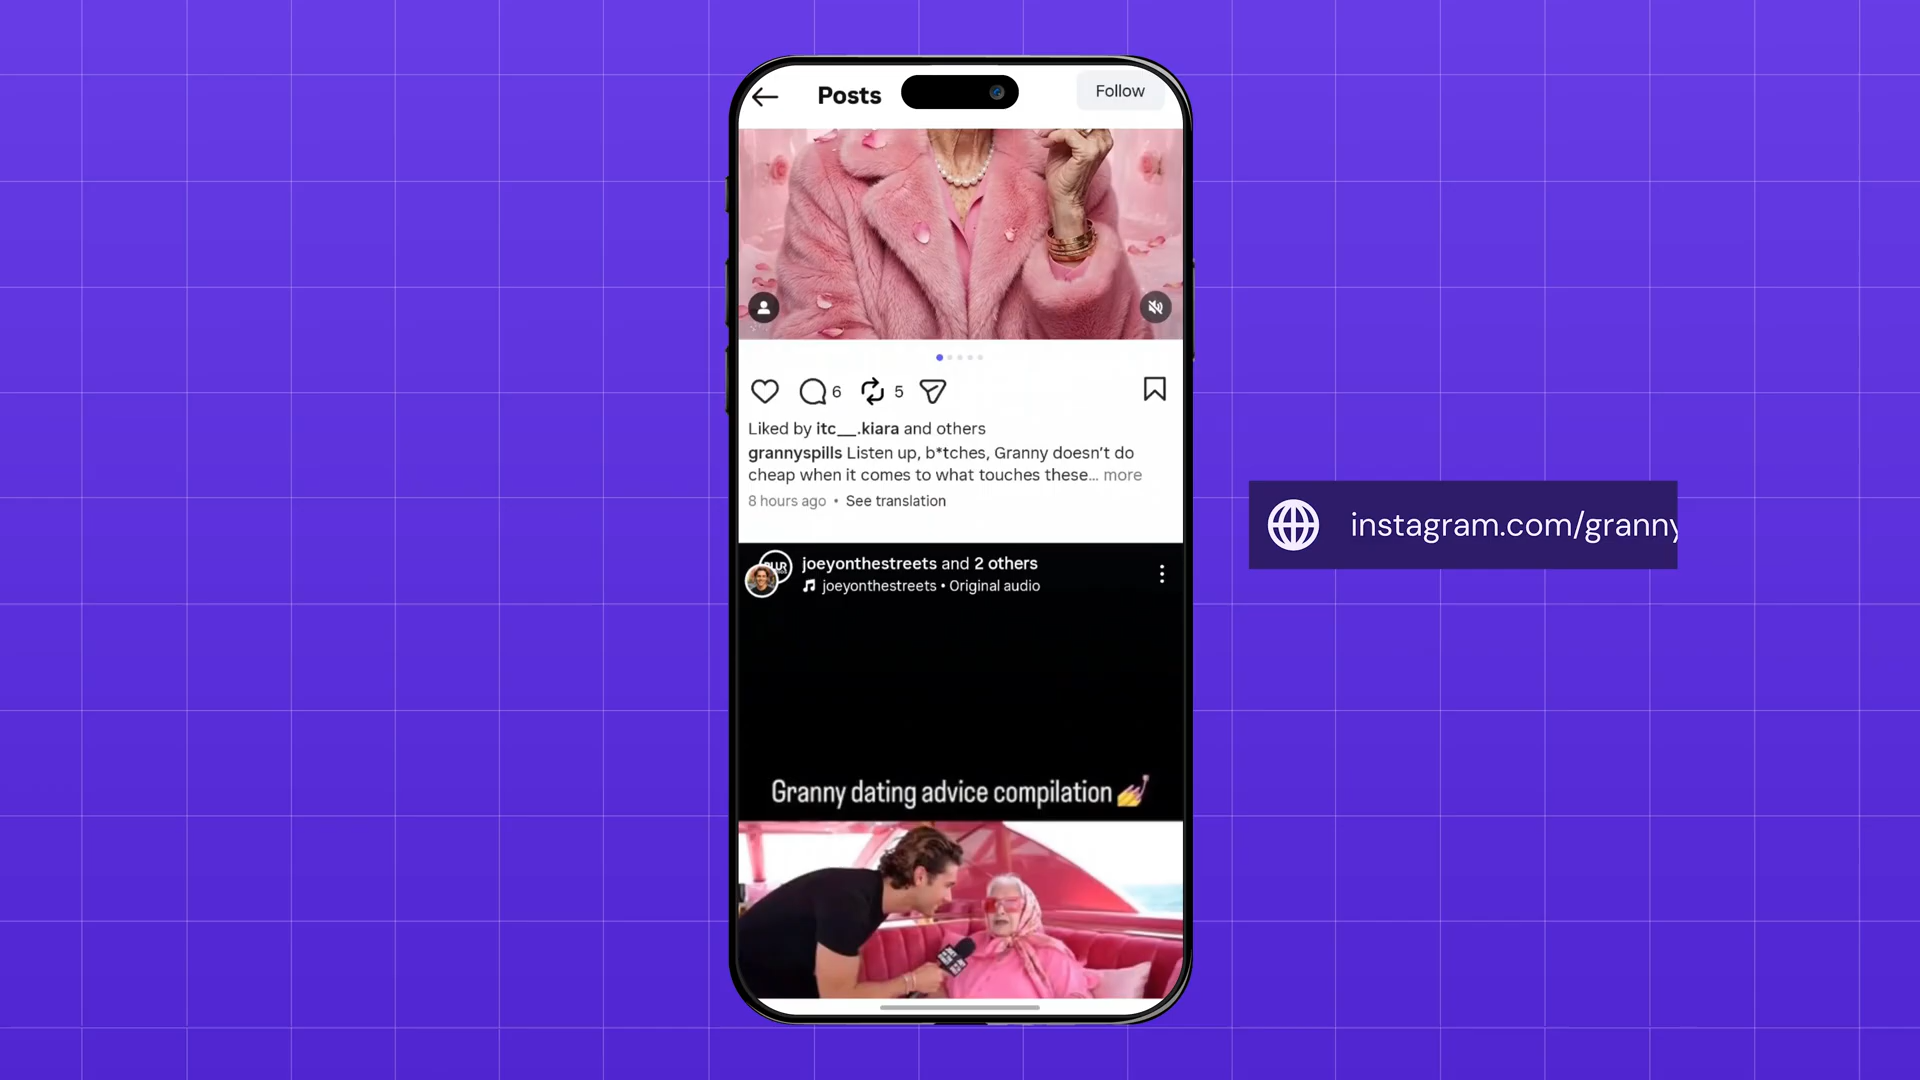 Posts
Follow
6
5
Liked by itc__.kiara and others
grannyspills Listen up, b*tches, Granny doesn't do
cheap when it comes to what touches these... more
8 hours ago • See translation
joeyonthestreets and 2 others
joeyonthestreets • Original audio
Granny dating advice compilation
instagram.com/granny